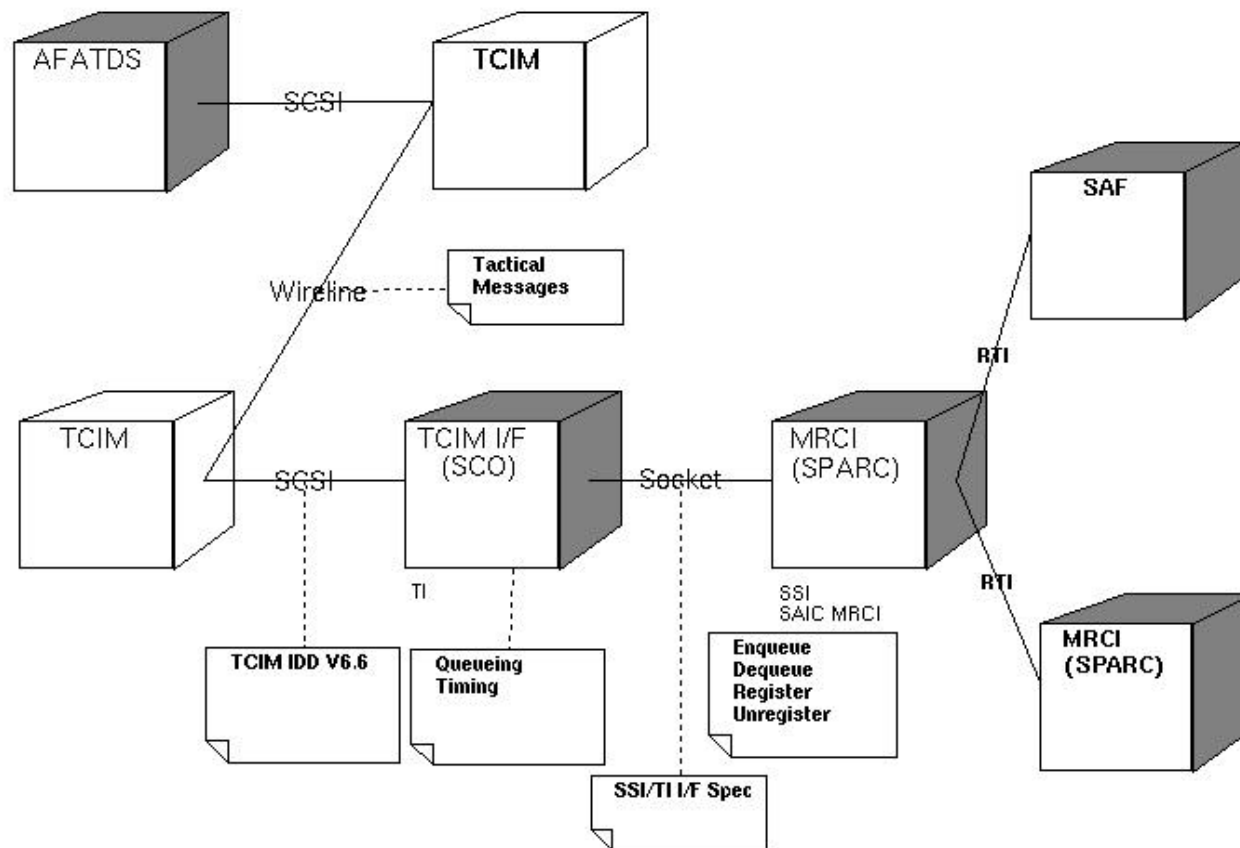 AFATDS
SCSI
TCIM
SAF
Wireline
Tactical
Messages
RTI
TCIM
SCSI
TCIM I/F
(SCO)
Socket
MRCI
(SPARC)
TI
SSI
SAIC MRCI
RTI
TCIM IDD V6.6
Queueing
Timing
Enqueue
Dequeue
Register
Unregister
MRCI
(SPARC)
SSI/TI I/F Spec